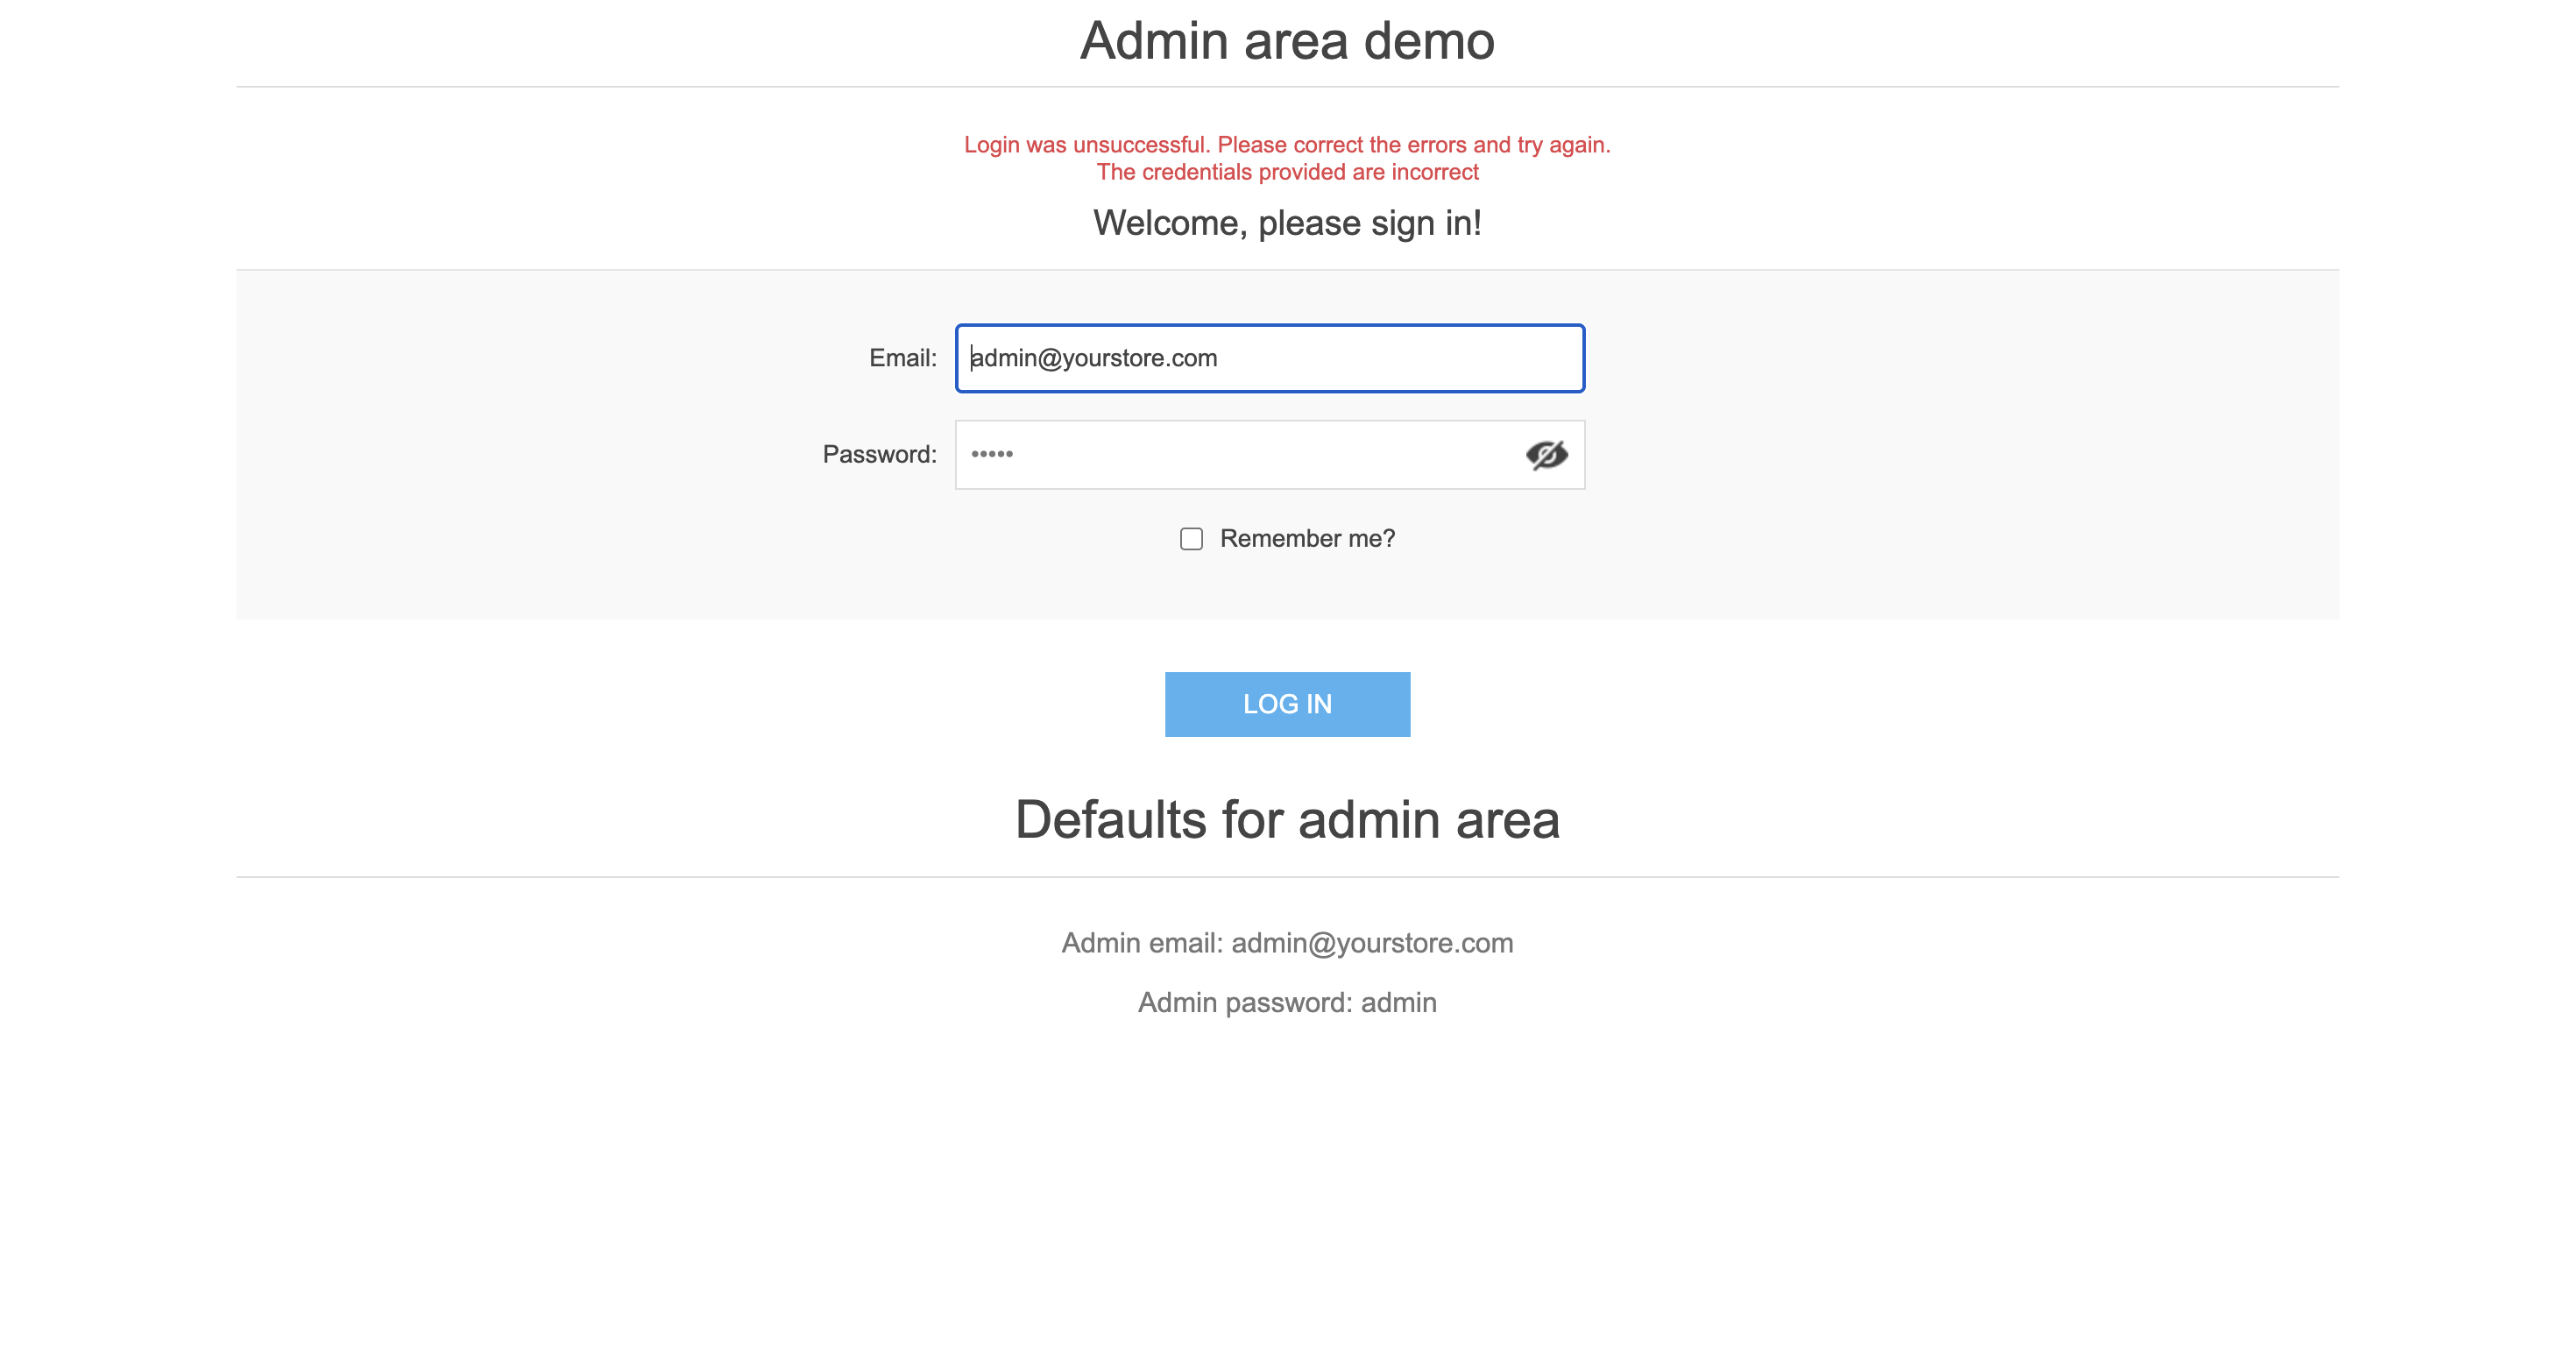 Admin area demo
Login was unsuccessful. Please correct the errors and try again.
The credentials provided are incorrect
Welcome, please sign in!
Email: admin@yourstore.com
Password: •••••
Remember me?
LOG IN
Defaults for admin area
Admin email: admin@yourstore.com
Admin password: admin